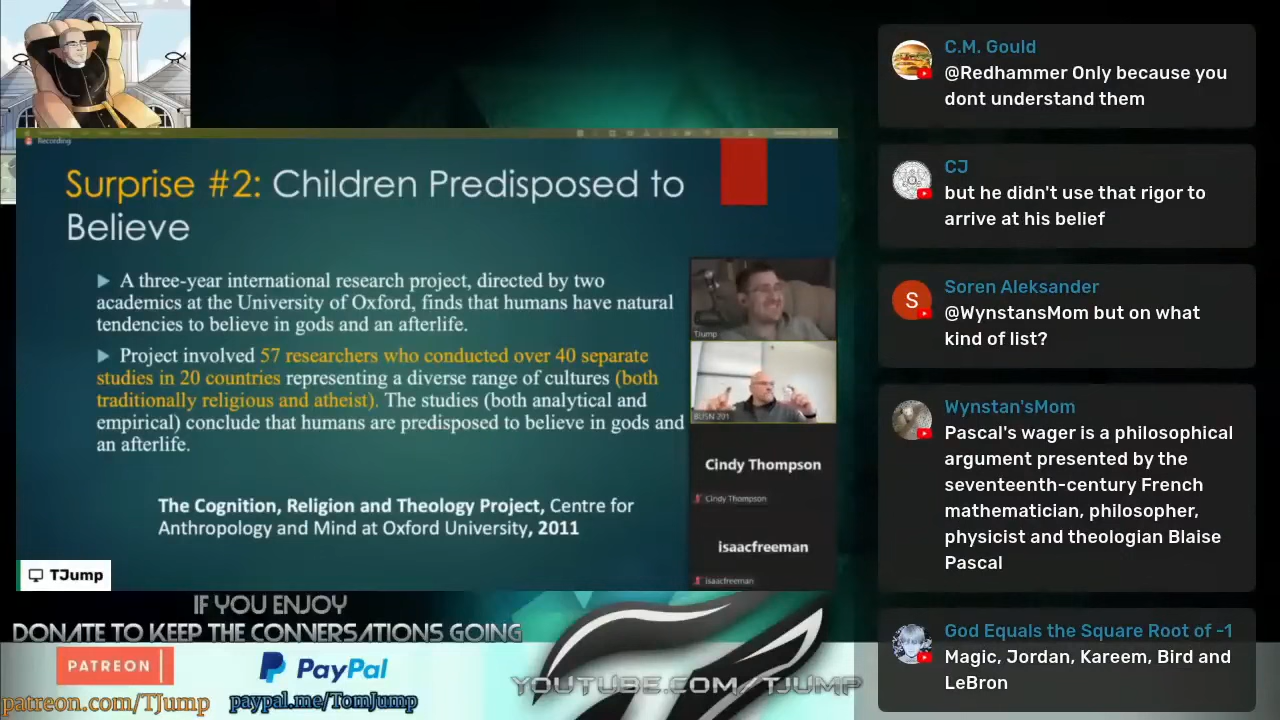 Recording
Surprise #2: Children Predisposed to
Believe
A three-year international research project, directed by two
academics at the University of Oxford, finds that humans have natural
tendencies to believe in gods and an afterlife.
Project involved 57 researchers who conducted over 40 separate
studies in 20 countries representing a diverse range of cultures (both
traditionally religious and atheist). The studies (both analytical and
empirical) conclude that humans are predisposed to believe in gods and
an afterlife.
The Cognition, Religion and Theology Project, Centre for
Anthropology and Mind at Oxford University, 2011
TJump
BUSN 201
Cindy Thompson
Cindy Thompson
isaacfreeman
isaacfreeman
TJump
IF YOU ENJOY
DONATE TO KEEP THE CONVERSATIONS GOING
PATREON
PayPal
patreon.com/TJump
paypal.me/TomJump
YOUTUBE.COM/TJUMP
C.M. Gould
@Redhammer Only because you
dont understand them
CJ
but he didn't use that rigor to
arrive at his belief
S
Soren Aleksander
@WynstansMom but on what
kind of list?
Wynstan'sMom
Pascal's wager is a philosophical
argument presented by the
seventeenth-century French
mathematician, philosopher,
physicist and theologian Blaise
Pascal
God Equals the Square Root of -1
Magic, Jordan, Kareem, Bird and
LeBron